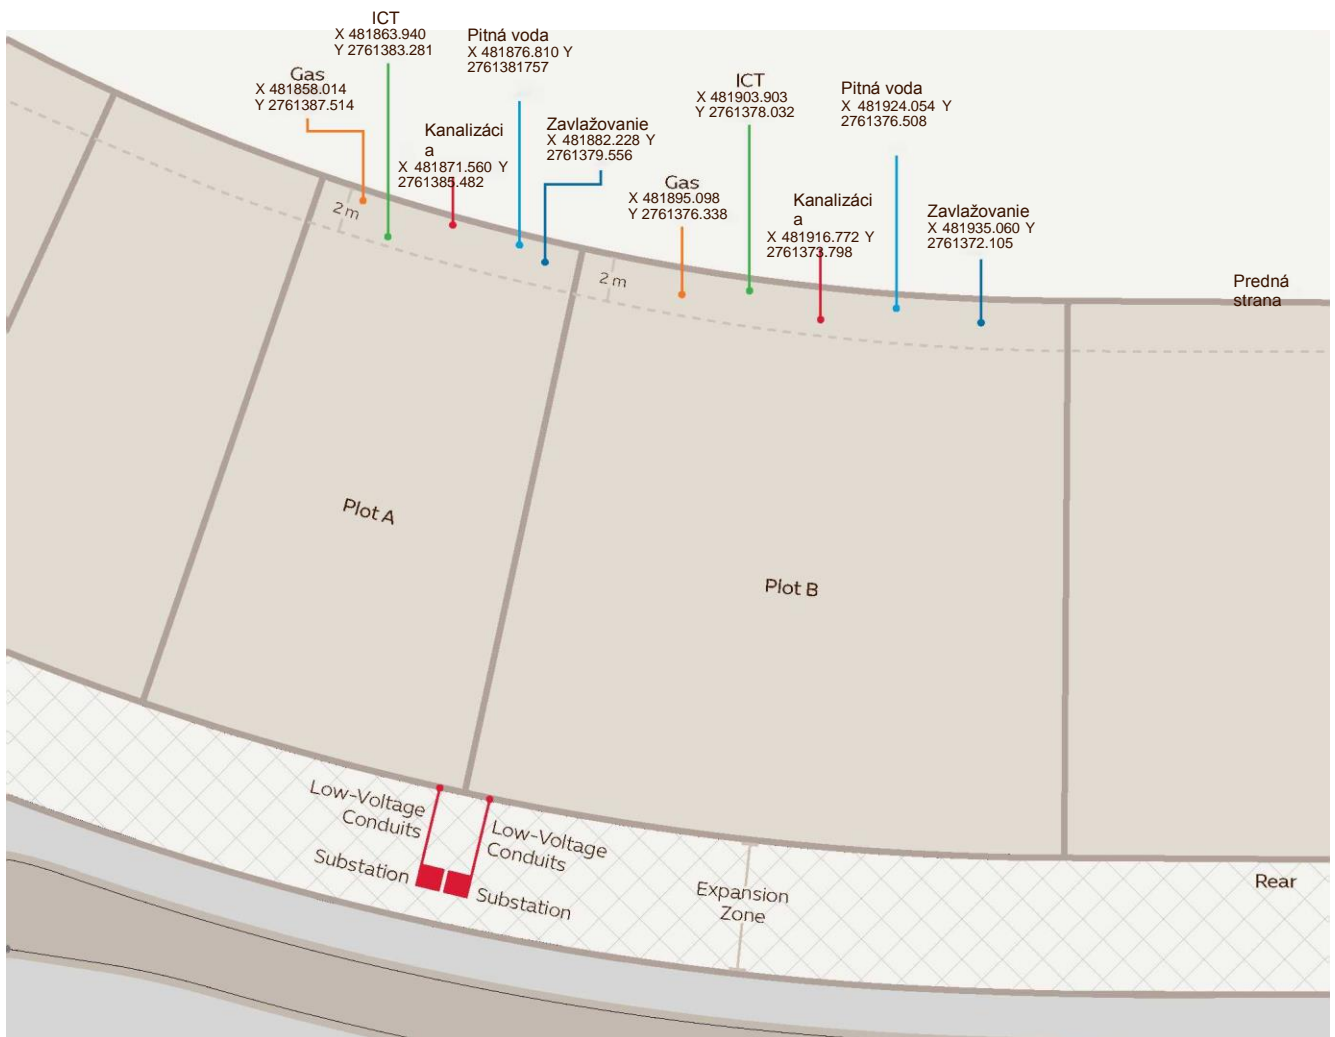 ICT
X 481863.940
Y 2761383.281
Pitná voda
X 481876.810 Y
2761381757
Gas
X 481858.014
Y 2761387.514
Kanalizáci
a
X 481871.560 Y
2761385.482
Zavlažovanie
X 481882.228 Y
2761379.556
ICT
X 481903.903
Y 2761378.032
Pitná voda
X 481924.054 Y
2761376.508
Gas
X 481895.098
Y 2761376.338
Kanalizáci
a
X 481916.772 Y
2761373.798
Zavlažovanie
X 481935.060 Y
2761372.105
Predná
strana
2 m
2 m
Plot A
Plot B
Low-Voltage
Conduits
Low-Voltage
Conduits
Substation
Substation
Expansion
Zone
Rear